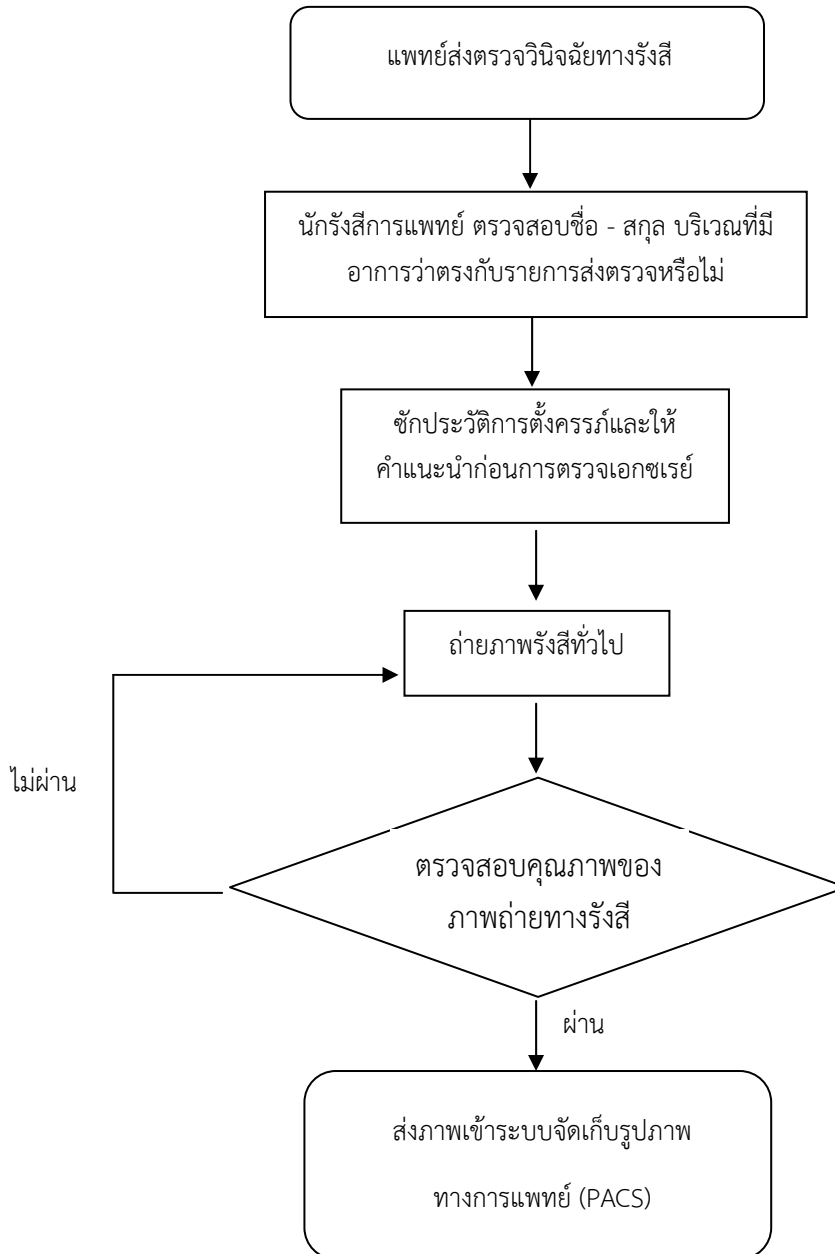 แพทย์ส่งตรวจวินิจฉัยทางรังสี
นักรังสีการแพทย์ ตรวจสอบชื่อ - สกุล บริเวณที่มี
อาการว่าตรงกับรายการส่งตรวจหรือไม่
ซักประวัติการตั้งครรภ์และให้
คำแนะนำก่อนการตรวจเอกซเรย์
ถ่ายภาพรังสีทั่วไป
ไม่ผ่าน
ตรวจสอบคุณภาพของ
ภาพถ่ายทางรังสี
ผ่าน
ส่งภาพเข้าระบบจัดเก็บรูปภาพ
ทางการแพทย์ (PACS)